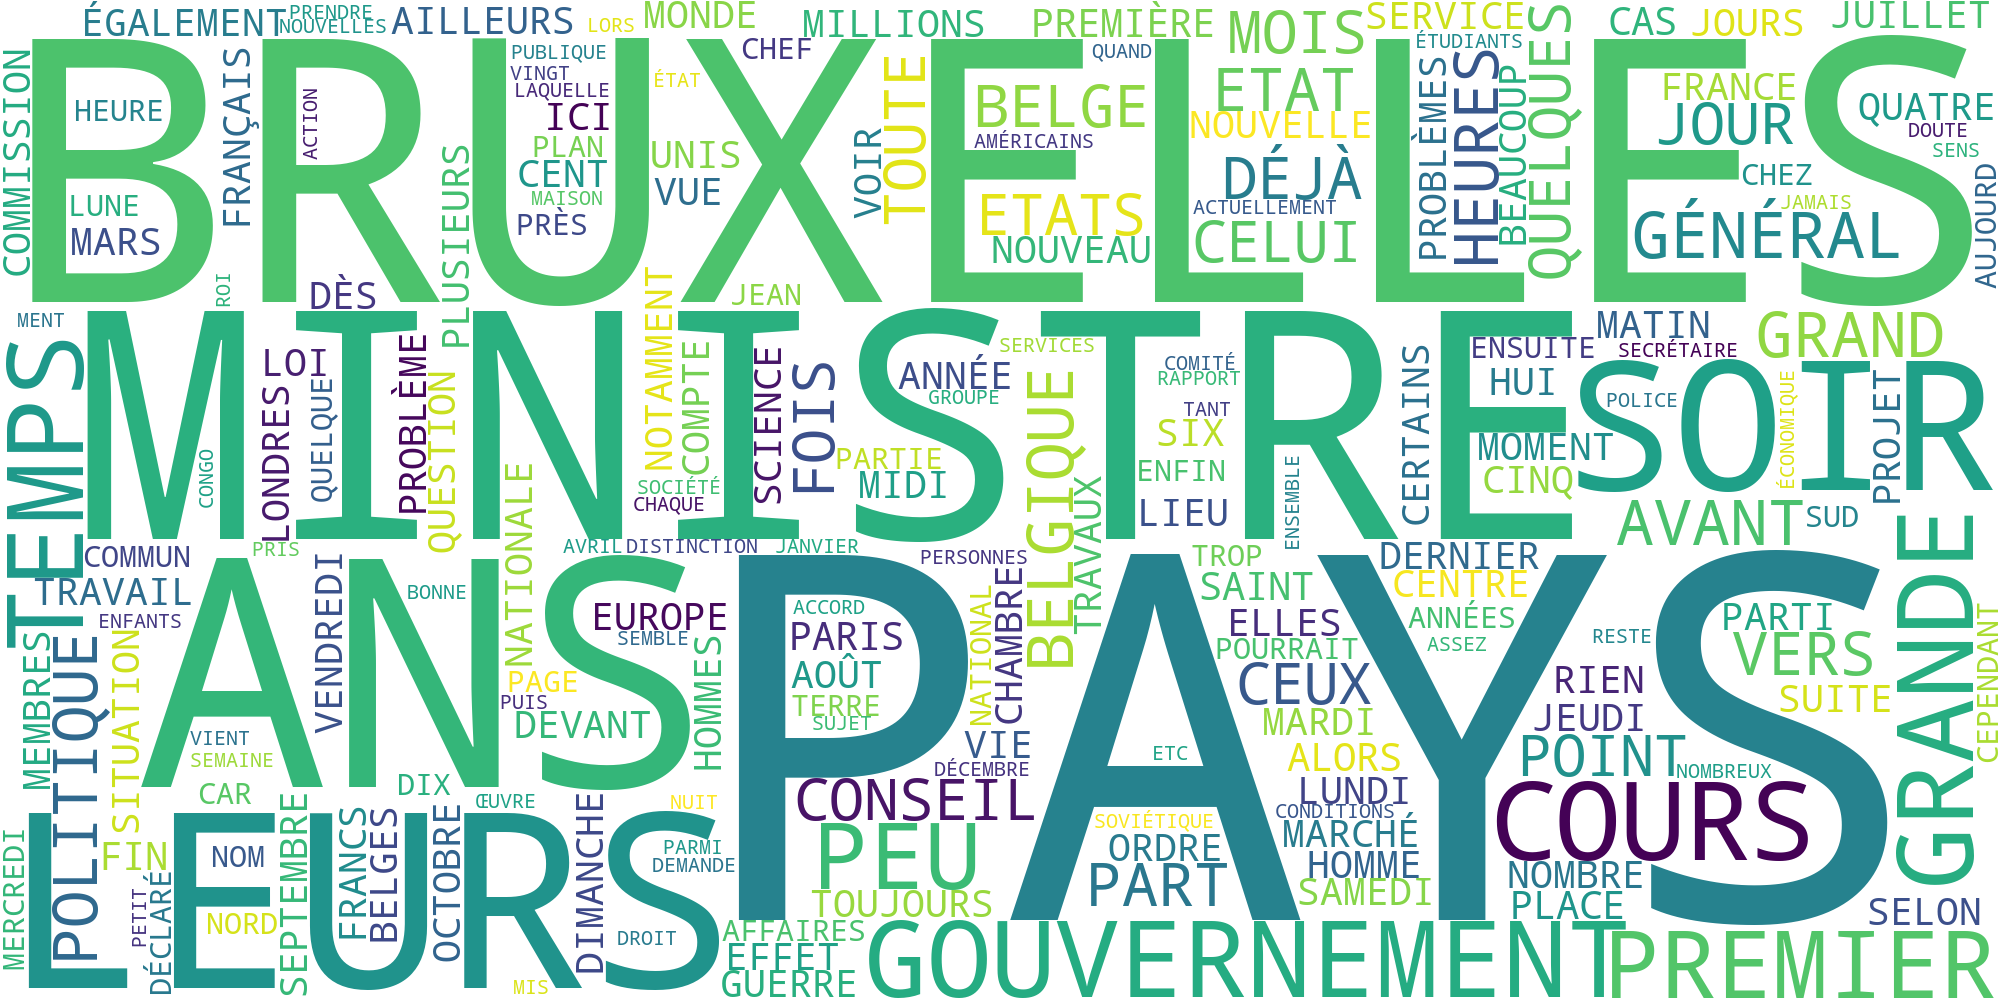 ÉGALEMENT
PRENDRE
NOUVELLES
AILLEURS
LORS
MONDE
MILLIONS
PREMIÈRE
MOIS
SERVICE
QUELQUES
CAS
JOURS
JUILLET
COMMISSION
BRUXELLES
HEURE
LUNE
MARS
FRANÇAIS
ACTION
PLUSIEURS
PUBLIQUE
VINGT
LAQUELLE
ICI
PLAN
CENT
MAISON
PRÈS
CHEF
ÉTAT
UNIS
VUE
VOIR
TOUTE
BELGE
AMÉRICAINS
ETATS
NOUVEAU
QUAND
ETAT
NOUVELLE
DÉJÀ
ACTUELLEMENT
CELUI
ÉTUDIANTS
PROBLÈMES
HEURES
BEAUCOUP
FRANCE
JOUR
CHEZ
JAMAIS
GÉNÉRAL
QUATRE
DOUTE
SENS
AUJOURD
ROI
DÈS
JEAN
MENT
TEMPS
MINISTRE
LOI
LONDRES
QUELQUE
PROBLÈME
QUESTION
CONGO
NOTAMMENT
COMPTE
SOCIÉTÉ
CHAQUE
SCIENCE
FOIS
ANNÉE
GROUPE
PARTIE
MIDI
SERVICES
BELGIQUE
COMITÉ
RAPPORT
TANT
SIX
ENFIN
LIEU
ENSEMBLE
TRAVAUX
CERTAINS
ENSUITE
HUI
MOMENT
CINQ
MATIN
SECRÉTAIRE
GRAND
SOIR
POLICE
ÉCONOMIQUE
PROJET
AVANT
SUD
COMMUN
TRAVAIL
ENFANTS
PRIS
VENDREDI
BONNE
NATIONALE
AVRIL
DISTINCTION
JANVIER
PERSONNES
ANS
PAYS
EUROPE
SEMBLE
HOMMES
PAGE
PUIS
DEVANT
ACCORD
PARIS
AOÛT
TERRE
SUJET
NATIONAL
CHAMBRE
VIE
DÉCEMBRE
CONSEIL
TROP
SAINT
ELLES
POURRAIT
CEUX
MARDI
ALORS
ETC
LUNDI
CONDITIONS
MARCHÉ
HOMME
SAMEDI
SOVIÉTIQUE
ORDRE
PART
DERNIER
CENTRE
ANNÉES
ASSEZ
RESTE
RIEN
JEUDI
POINT
NOMBREUX
COURS
NOMBRE
PLACE
PARTI
VERS
SUITE
GRANDE
CEPENDANT
SELON
MEMBRES
POLITIQUE
SITUATION
VIENT
SEMAINE
CAR
DIX
ŒUVRE
NUIT
MERCREDI
FIN
PETIT
DÉCLARÉ
LEURS
NOM
NORD
SEPTEMBRE
FRANCS
BELGES
OCTOBRE
DIMANCHE
MIS
PARMI
DEMANDE
DROIT
PEU
TOUJOURS
AFFAIRES
EFFET
GUERRE
GOUVERNEMENT
PREMIER